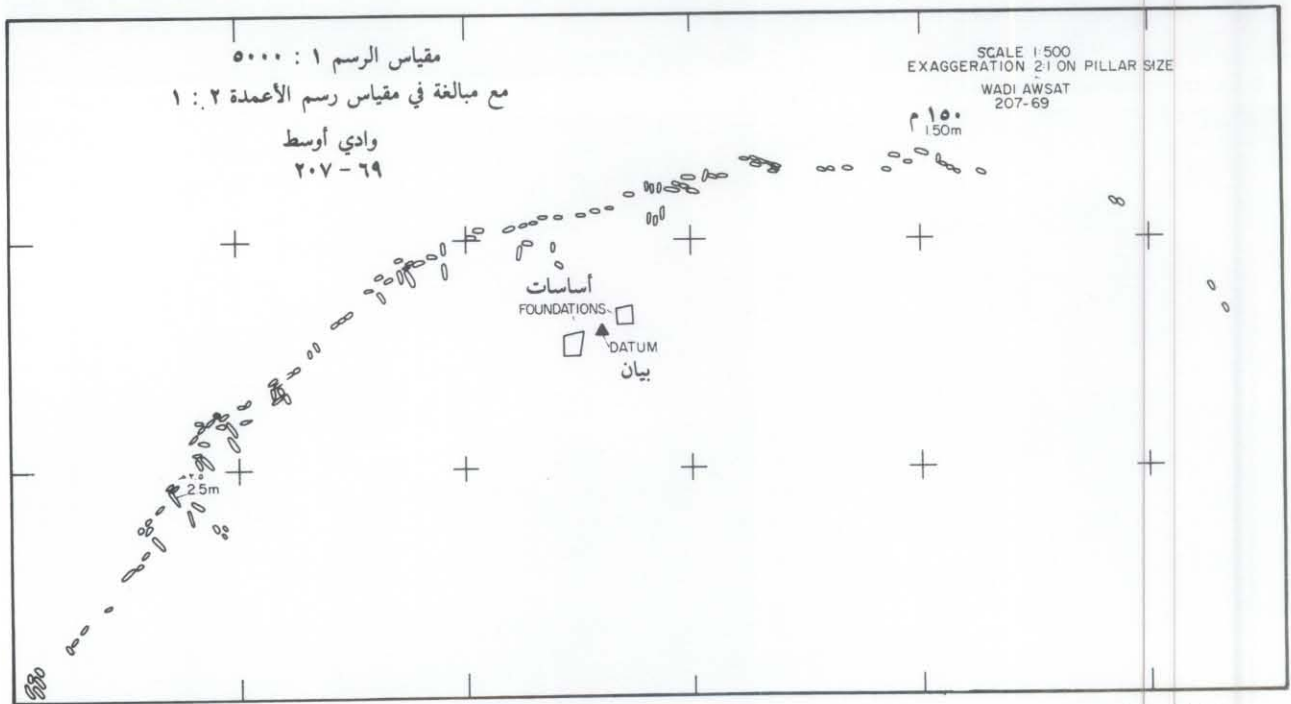 مقياس الرسم ١ : ٥٠٠٠
مع مبالغة في مقياس رسم الأعمدة ٢ : ١
وادي أوسط
٦٩ – ٢٠٧
SCALE 1:500
EXAGGERATION 2:1 ON PILLAR SIZE
WADI AWSAT
207-69
١٥٠ م
1.50m
أساسات
FOUNDATIONS
DATUM
بيان
٢.٥ م
2.5m